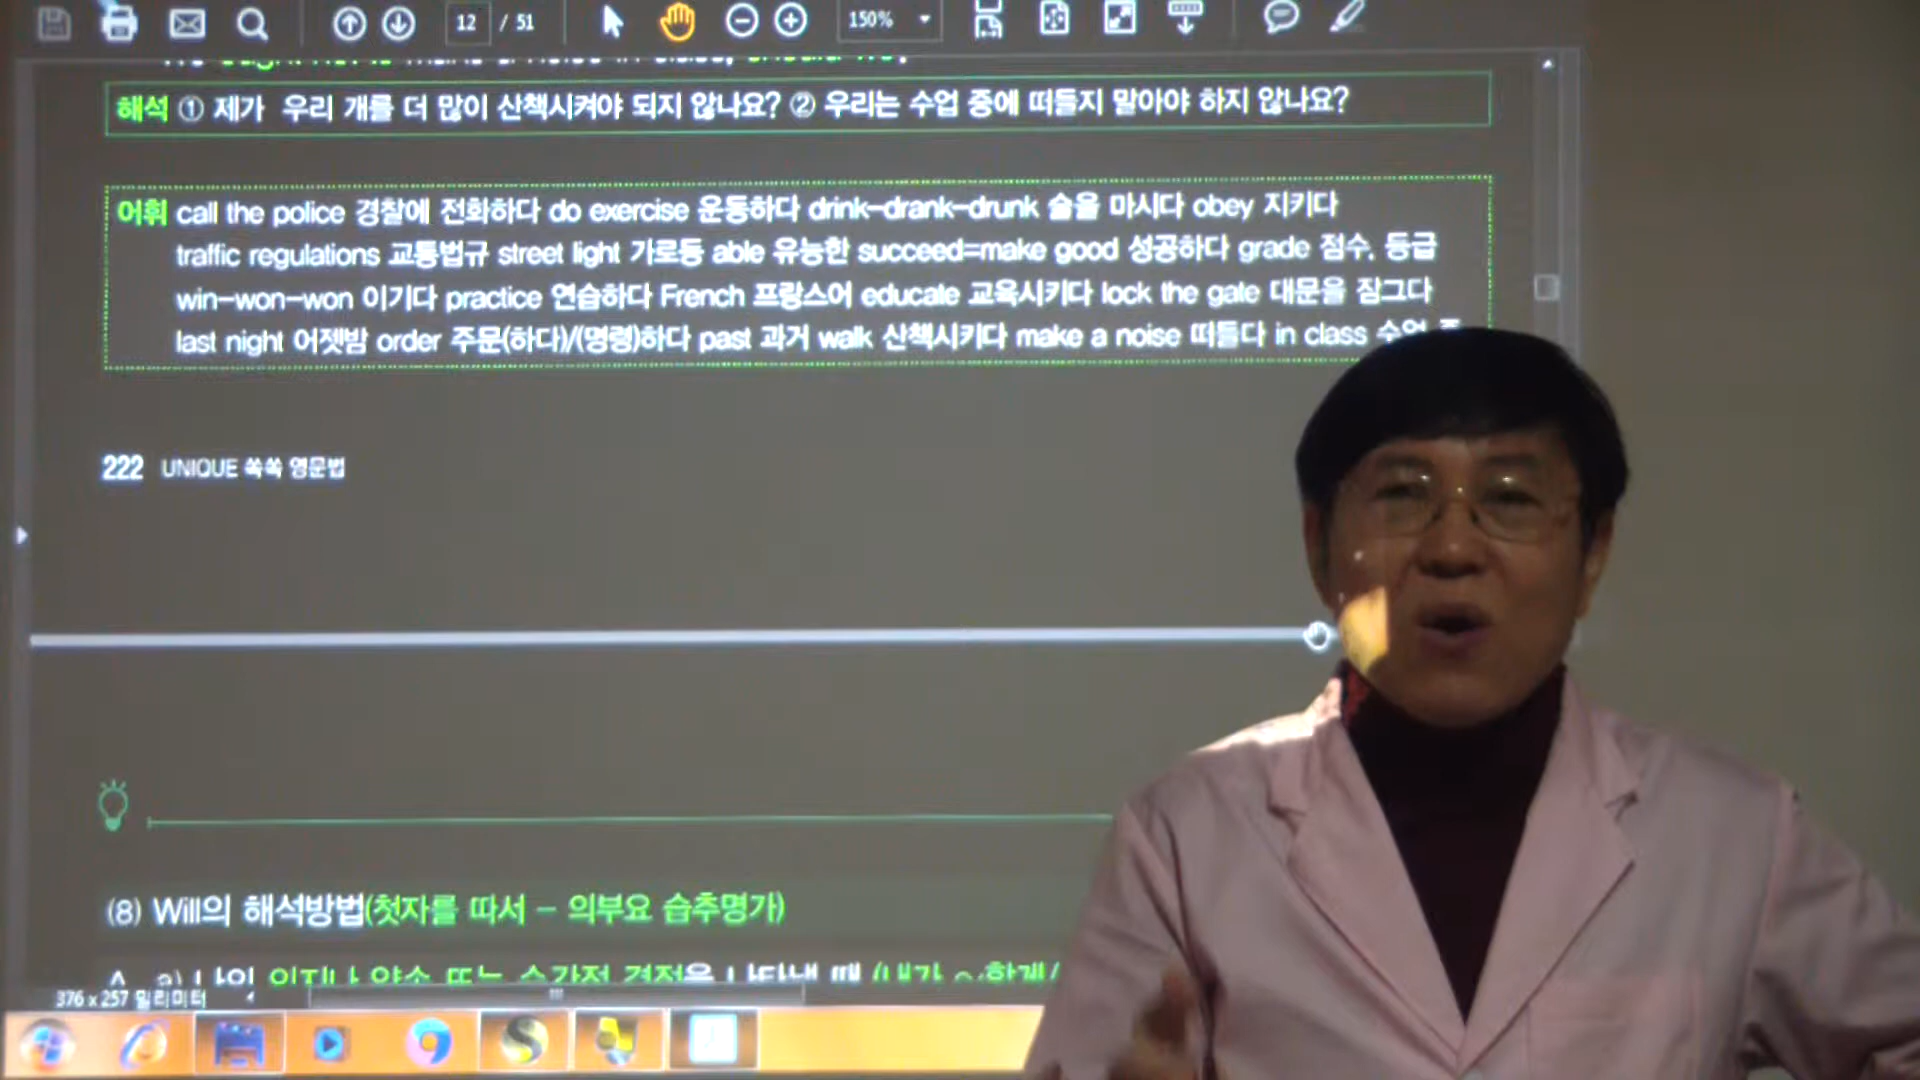 12 / 51
150%
해석 ① 제가 우리 개를 더 많이 산책시켜야 되지 않나요? ② 우리는 수업 중에 떠들지 말아야 하지 않나요?
어휘 call the police 경찰에 전화하다 do exercise 운동하다 drink-drank-drunk 술을 마시다 obey 지키다
traffic regulations 교통법규 street light 가로등 able 유능한 succeed=make good 성공하다 grade 점수, 등급
win-won-won 이기다 practice 연습하다 French 프랑스어 educate 교육시키다 lock the gate 대문을 잠그다
last night 어젯밤 order 주문(하다)/(명령)하다 past 과거 walk 산책시키다 make a noise 떠들다 in class 수업
222 UNIQUE 쏙쏙 영문법
(8) Will의 해석방법(첫자를 따서 - 의부요 습추명가)
376 x 257 밀리미터